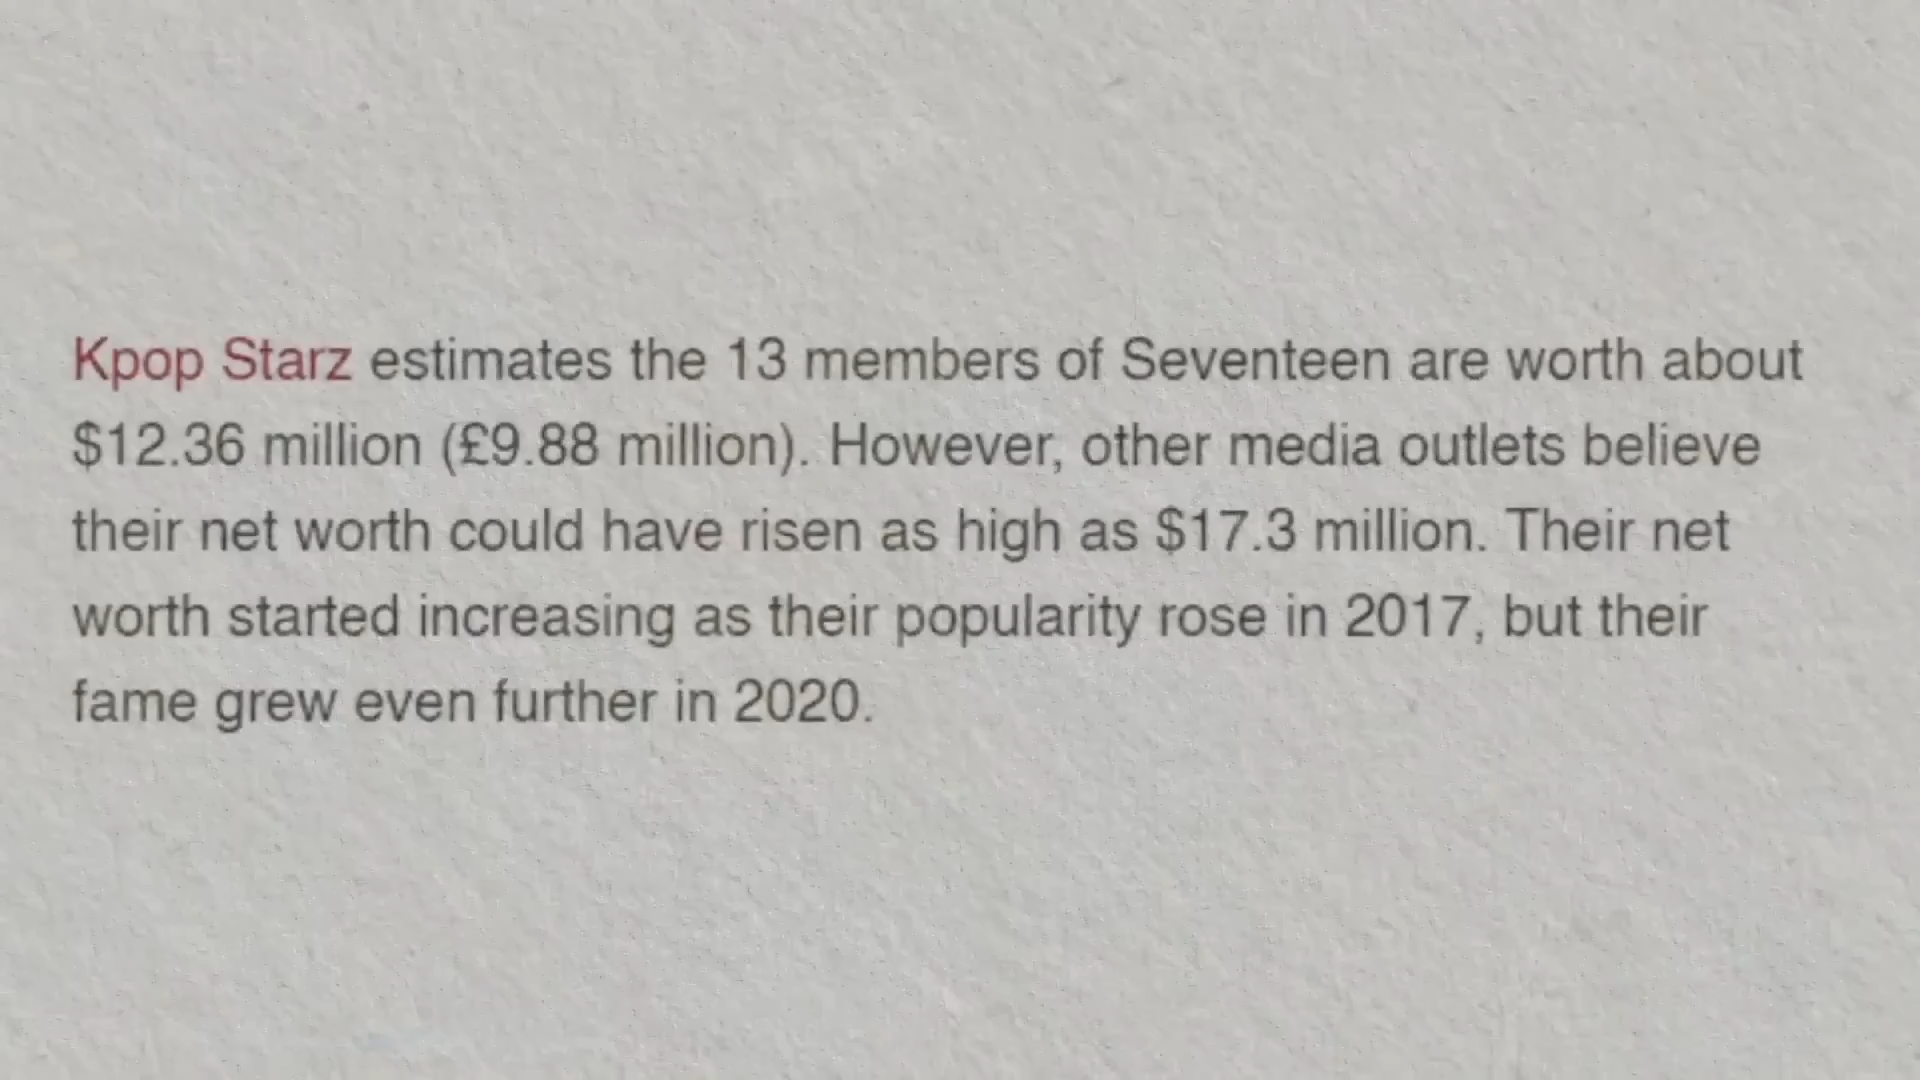 Kpop Starz estimates the 13 members of Seventeen are worth about
$12.36 million (£9.88 million). However, other media outlets believe
their net worth could have risen as high as $17.3 million. Their net
worth started increasing as their popularity rose in 2017, but their
fame grew even further in 2020.